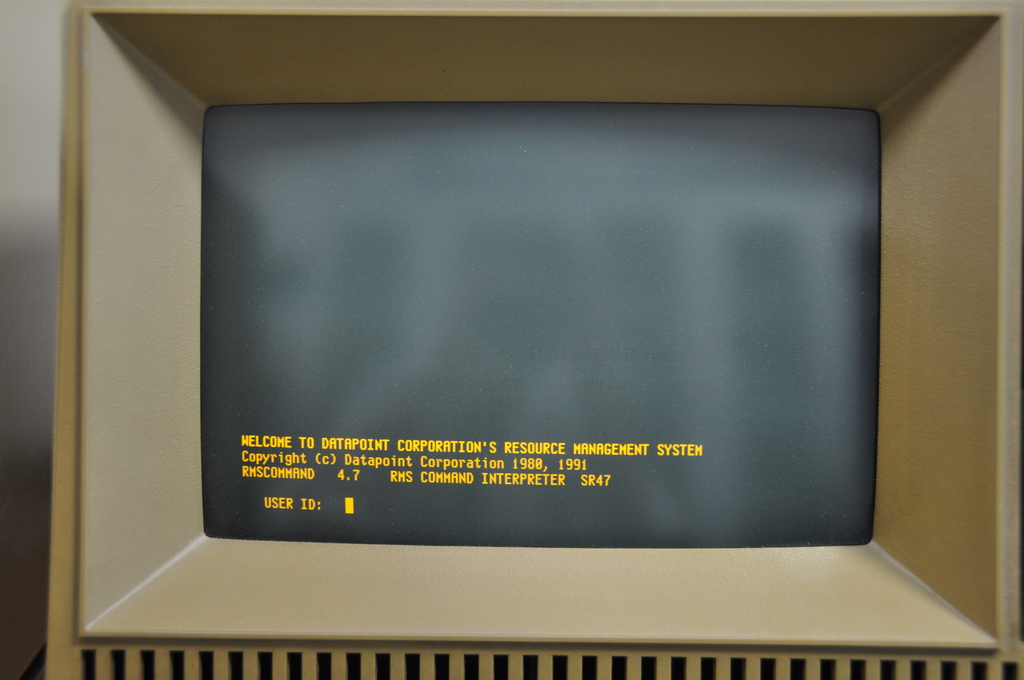 WELCOME TO DATAPOINT CORPORATION'S RESOURCE MANAGEMENT SYSTEM
Copyright (c) Datapoint Corporation 1980, 1991
RMSCOMMAND 4.7 RMS COMMAND INTERPRETER SR47
USER ID: